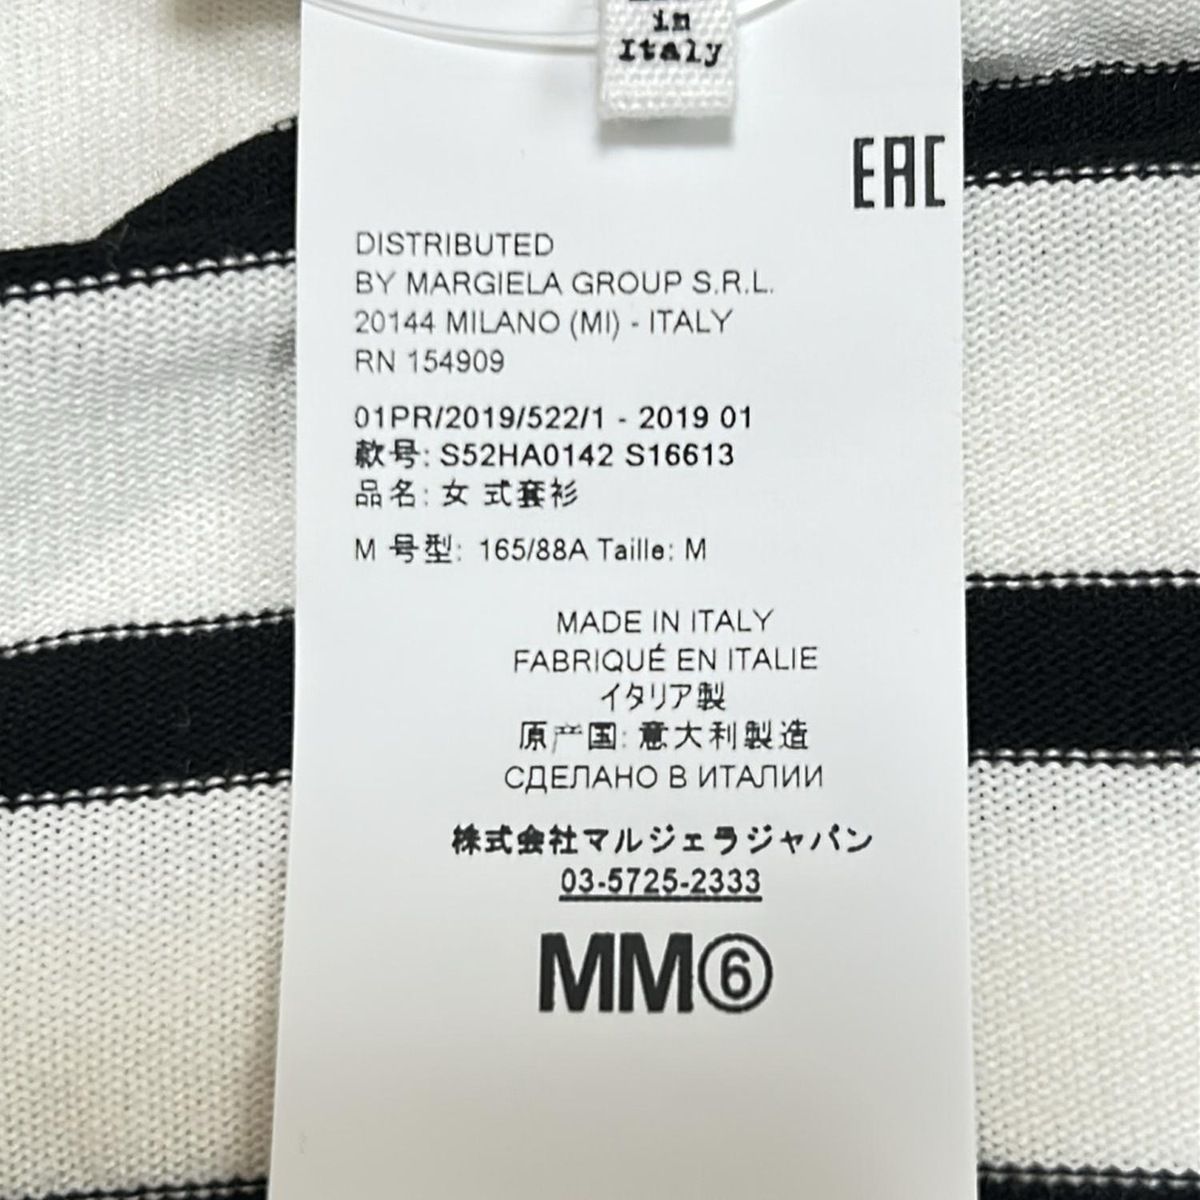 in
Italy
EAC
DISTRIBUTED
BY MARGIELA GROUP S.R.L.
20144 MILANO (MI) - ITALY
RN 154909
01PR/2019/522/1 - 2019 01
款号: S52HA0142 S16613
品名: 女 式套衫
M 号型: 165/88A Taille: M
MADE IN ITALY
FABRIQUÉ EN ITALIE
イタリア製
原产国: 意大利製造
СДЕЛАНО В ИТАЛИИ
株式会社マルジェラジャパン
03-5725-2333
MM⑥